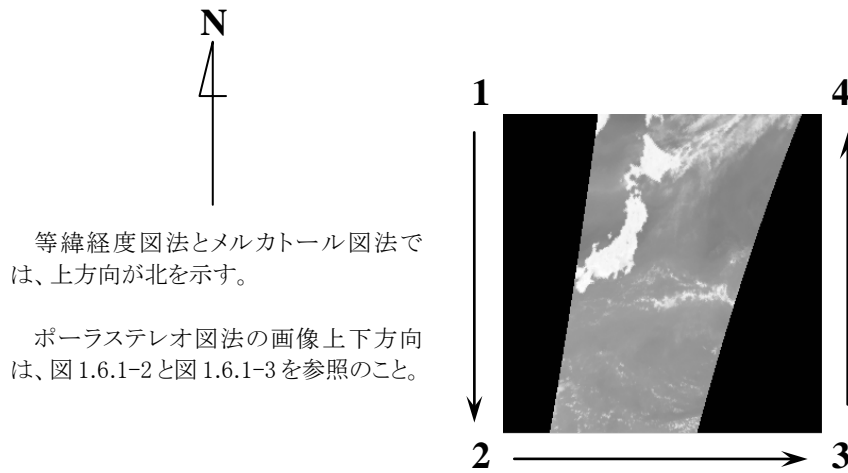 N
等緯経度図法とメルカトール図法で
は、上方向が北を示す。
ポーラステレオ図法の画像上下方向
は、図 1.6.1-2 と図 1.6.1-3 を参照のこと。
1
4
2
3